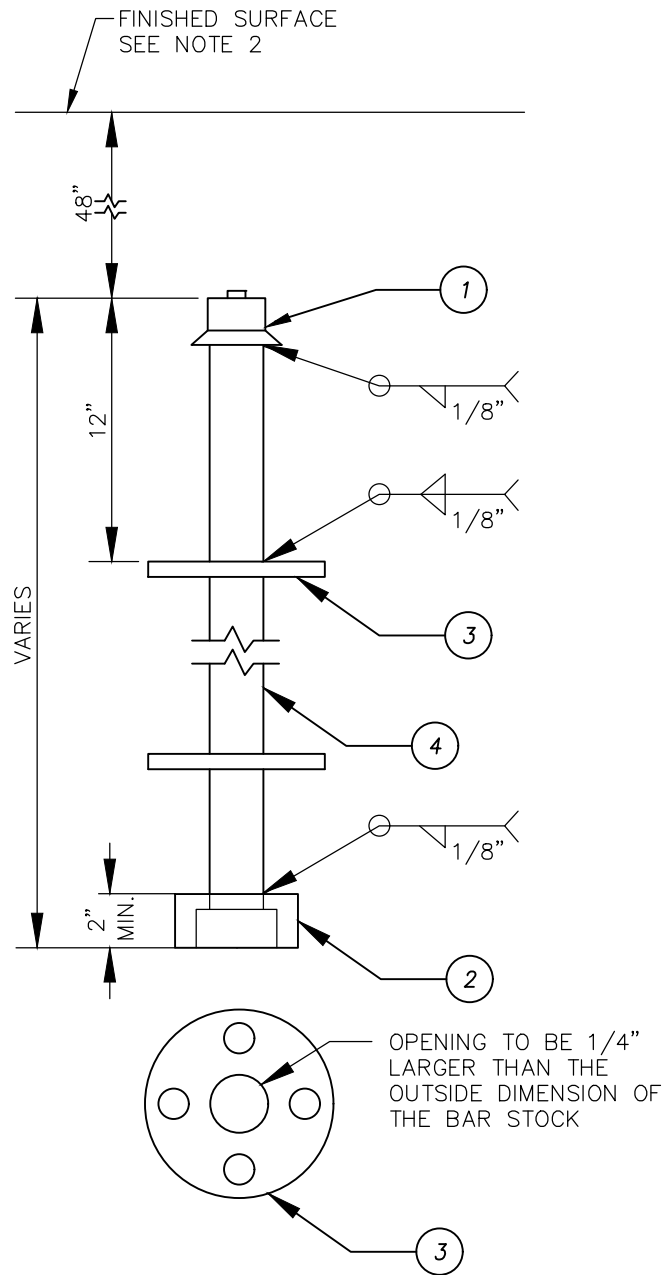 FINISHED SURFACE
SEE NOTE 2
48”
1
12”
1/8”
1/8”
3
VARIES
4
1/8”
2”
MIN.
2
OPENING TO BE 1/4”
LARGER THAN THE
OUTSIDE DIMENSION OF
THE BAR STOCK
3